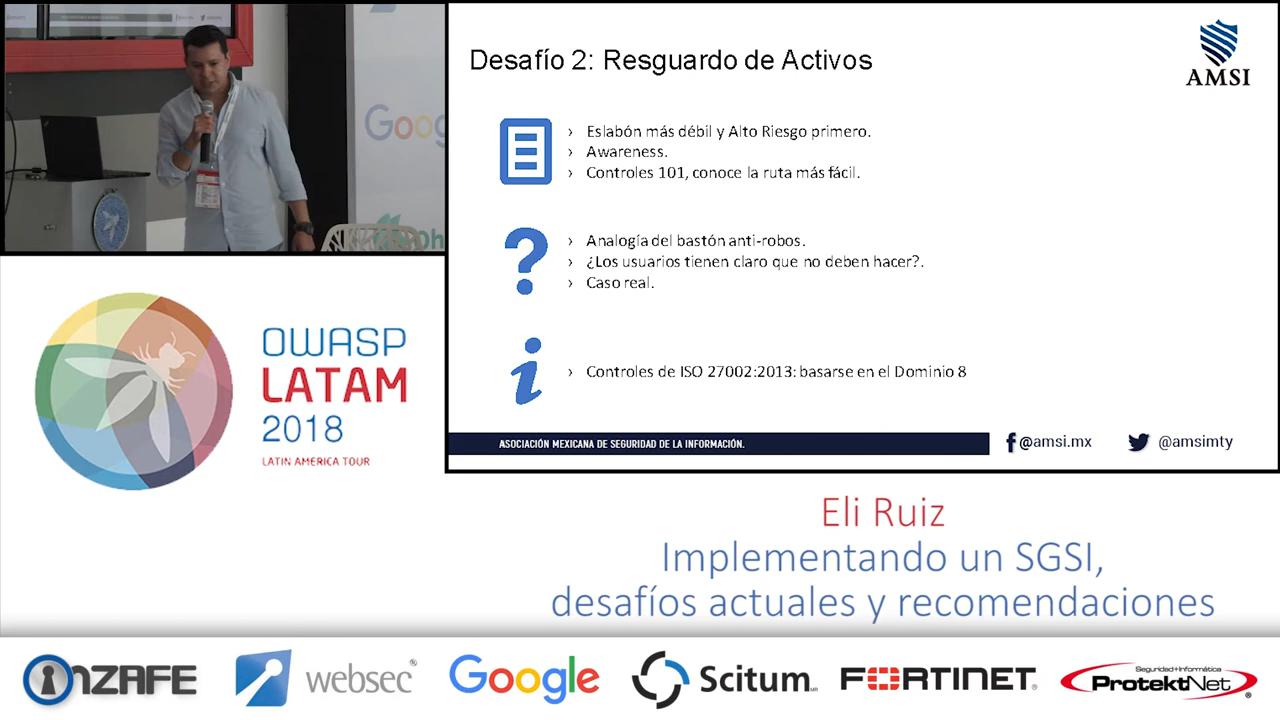 Google
Desafío 2: Resguardo de Activos
AMSI
› Eslabón más débil y Alto Riesgo primero.
› Awareness.
› Controles 101, conoce la ruta más fácil.
› Analogía del bastón anti-robos.
› ¿Los usuarios tienen claro que no deben hacer?.
› Caso real.
› Controles de ISO 27002:2013: basarse en el Dominio 8
ASOCIACIÓN MEXICANA DE SEGURIDAD DE LA INFORMACIÓN.
@amsi.mx
@amsimty
OWASP
LATAM
2018
LATIN AMERICA TOUR
Eli Ruiz
Implementando un SGSI,
desafíos actuales y recomendaciones
ONZAFE
websec®
Google
Scitum MR
FORTINET®
Seguridad+Informática
ProtektNet®